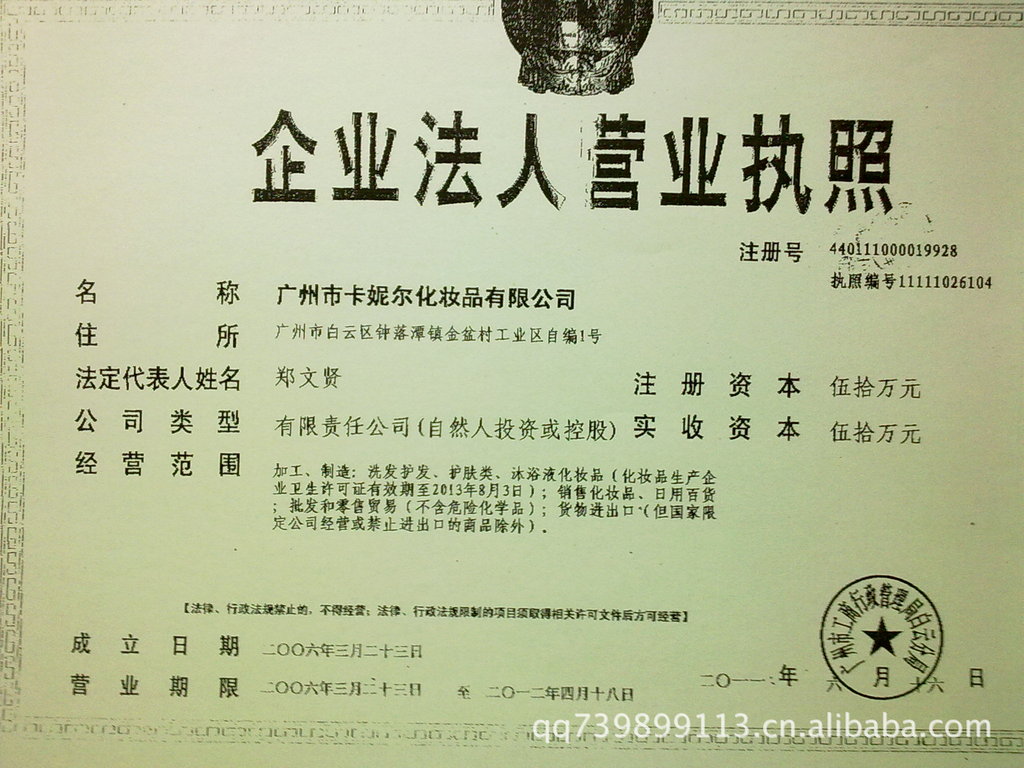 企业法人营业执照
注册号 440111000019928
执照编号11111026104
名称 广州市卡妮尔化妆品有限公司
住所 广州市白云区钟落潭镇金盆村工业区自编1号
法定代表人姓名 郑文贤 注册资本 伍拾万元
公司类型 有限责任公司(自然人投资或控股) 实收资本 伍拾万元
经营范围 加工、制造：洗发护发、护肤类、沐浴液化妆品（化妆品生产企
业卫生许可证有效期至2013年8月3日）；销售化妆品、日用百货
；批发和零售贸易（不含危险化学品）；货物进出口（但国家限
定公司经营或禁止进出口的商品除外）。
【法律、行政法规禁止的，不得经营；法律、行政法规限制的项目须取得相关许可文件后方可经营】
成立日期 二〇〇六年三月二十三日
营业期限 二〇〇六年三月二十三日 至 二〇一二年四月十八日
广州市工商行政管理局白云分局
二〇一一年六月十六日
qq739899113.cn.alibaba.com